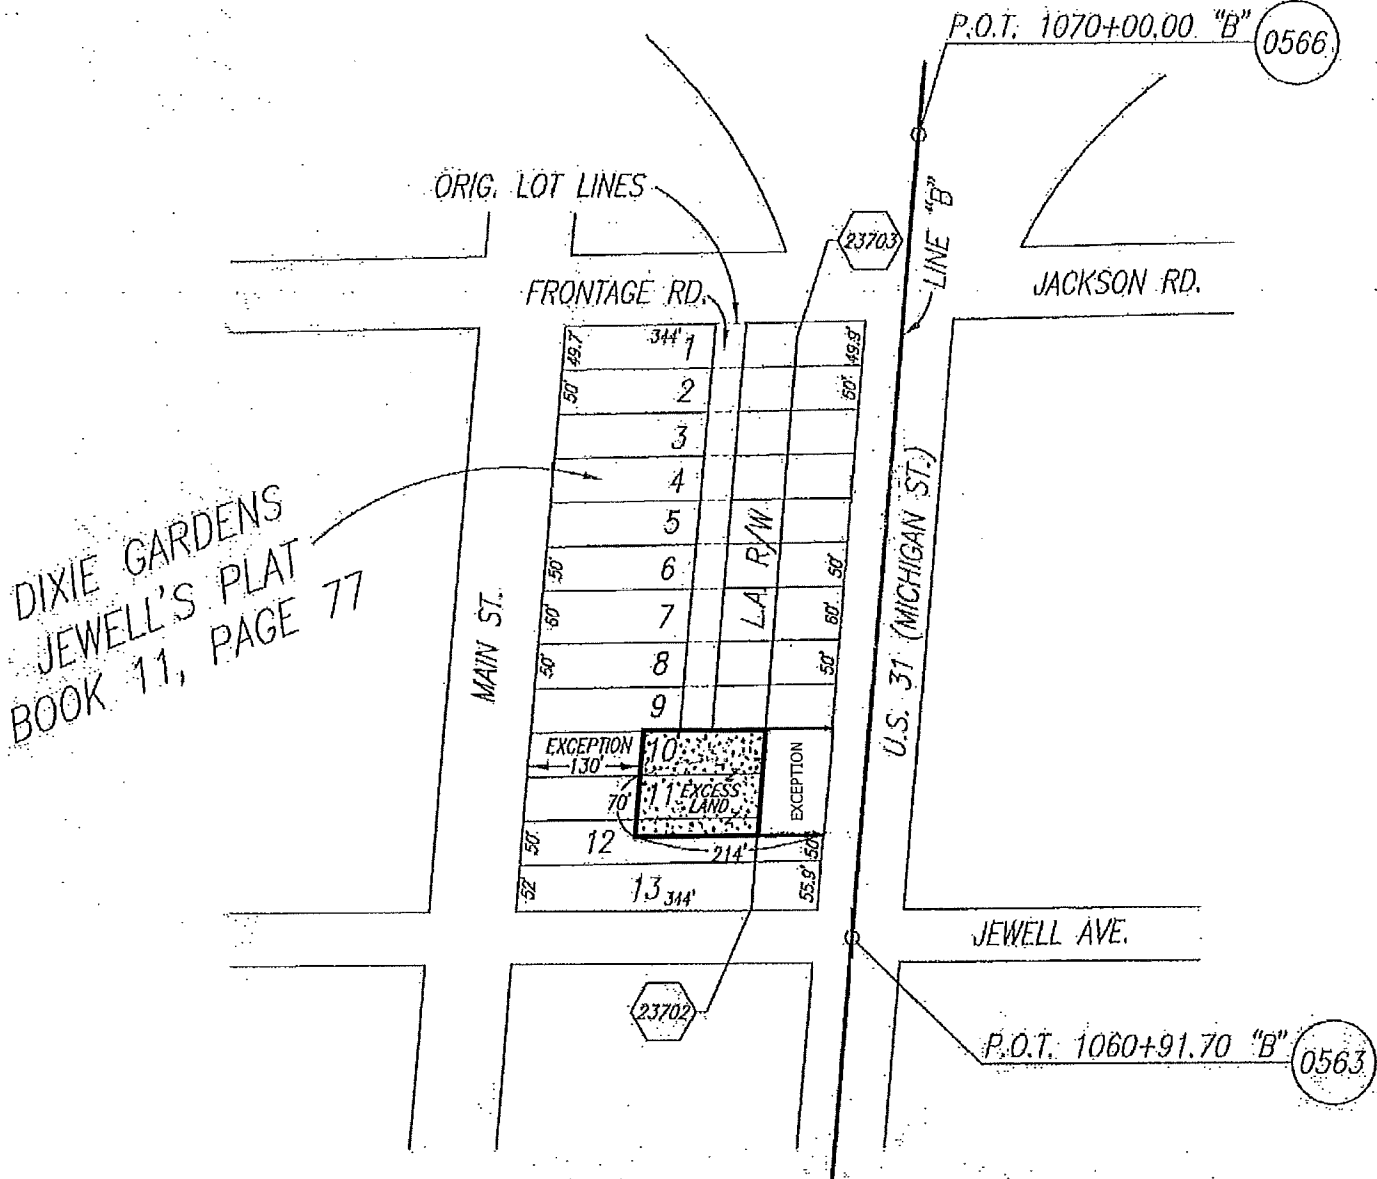 P.O.T. 1070+00.00 "B"
0566
ORIG. LOT LINES
23703
LINE "B"
FRONTAGE RD.
JACKSON RD.
49.7'
344'
1
49.9'
50'
2
60'
3
4
5
6
50'
50'
7
60'
60'
8
50'
50'
9
L.A. R/W
U.S. 31 (MICHIGAN ST.)
MAIN ST.
DIXIE GARDENS
JEWELL'S PLAT
BOOK 11, PAGE 77
EXCEPTION
130'
10
EXCEPTION
70'
11
EXCESS
LAND
50'
12
214'
50'
52'
13
344'
55.9'
JEWELL AVE.
23702
P.O.T. 1060+91.70 "B"
0563